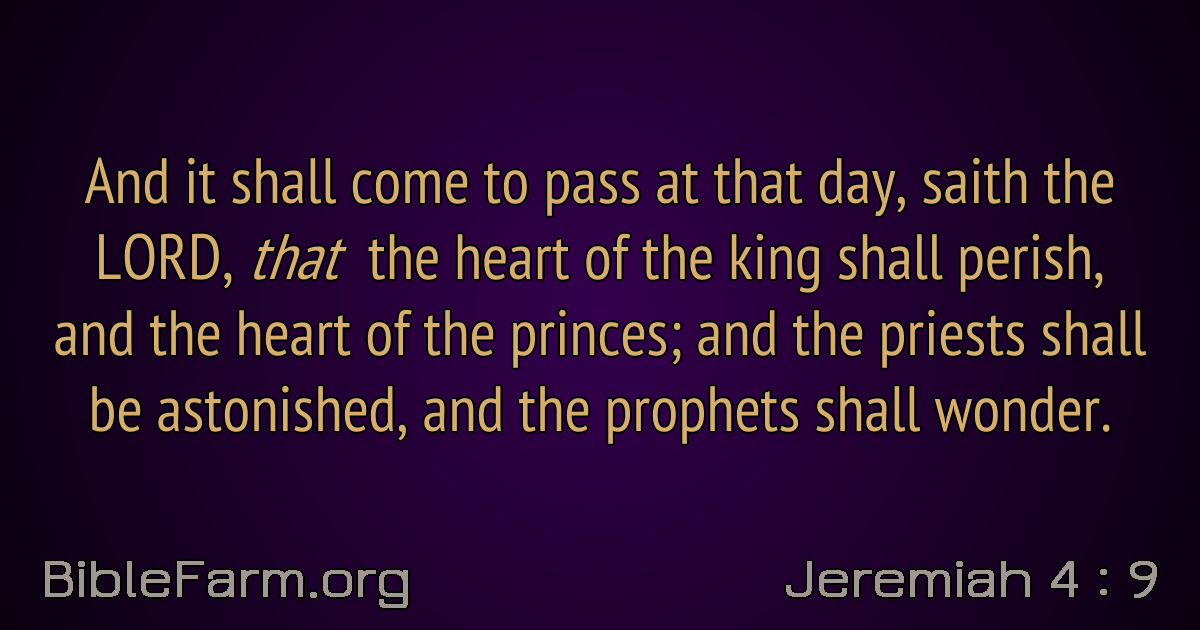 And it shall come to pass at that day, saith the
LORD, that the heart of the king shall perish,
and the heart of the princes; and the priests shall
be astonished, and the prophets shall wonder.
BibleFarm.org
Jeremiah 4 : 9